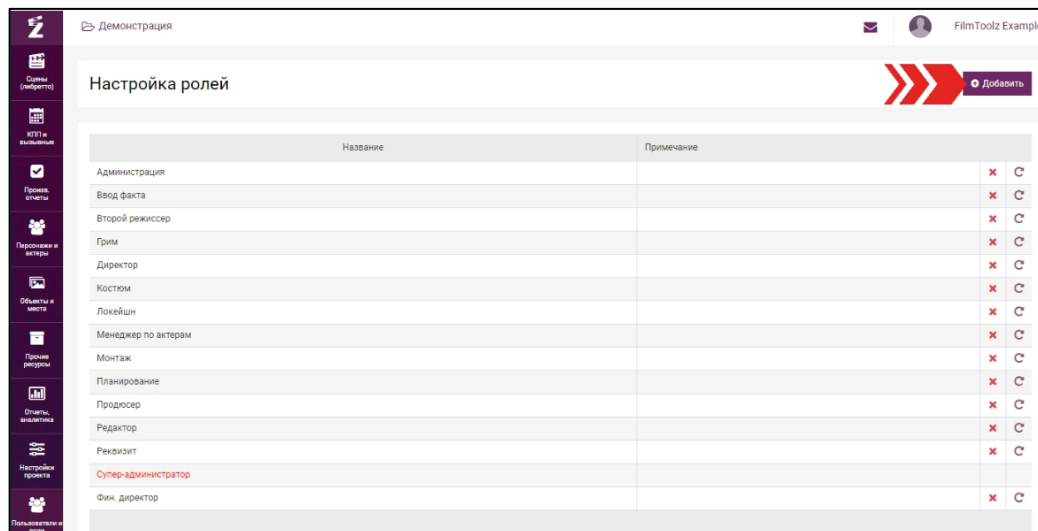 Демонстрация
FilmToolz Example
Сцены
(либретто)
Настройка ролей
Добавить
КПП и
вызывные
Произв.
отчеты
Персонажи и
актеры
Объекты и
места
Прочие
ресурсы
Отчеты,
аналитика
Настройки
проекта
Пользователи и
роли
Название
Примечание
Администрация
Ввод факта
Второй режиссер
Грим
Директор
Костюм
Локейшн
Менеджер по актерам
Монтаж
Планирование
Продюсер
Редактор
Реквизит
Супер-администратор
Фин. директор